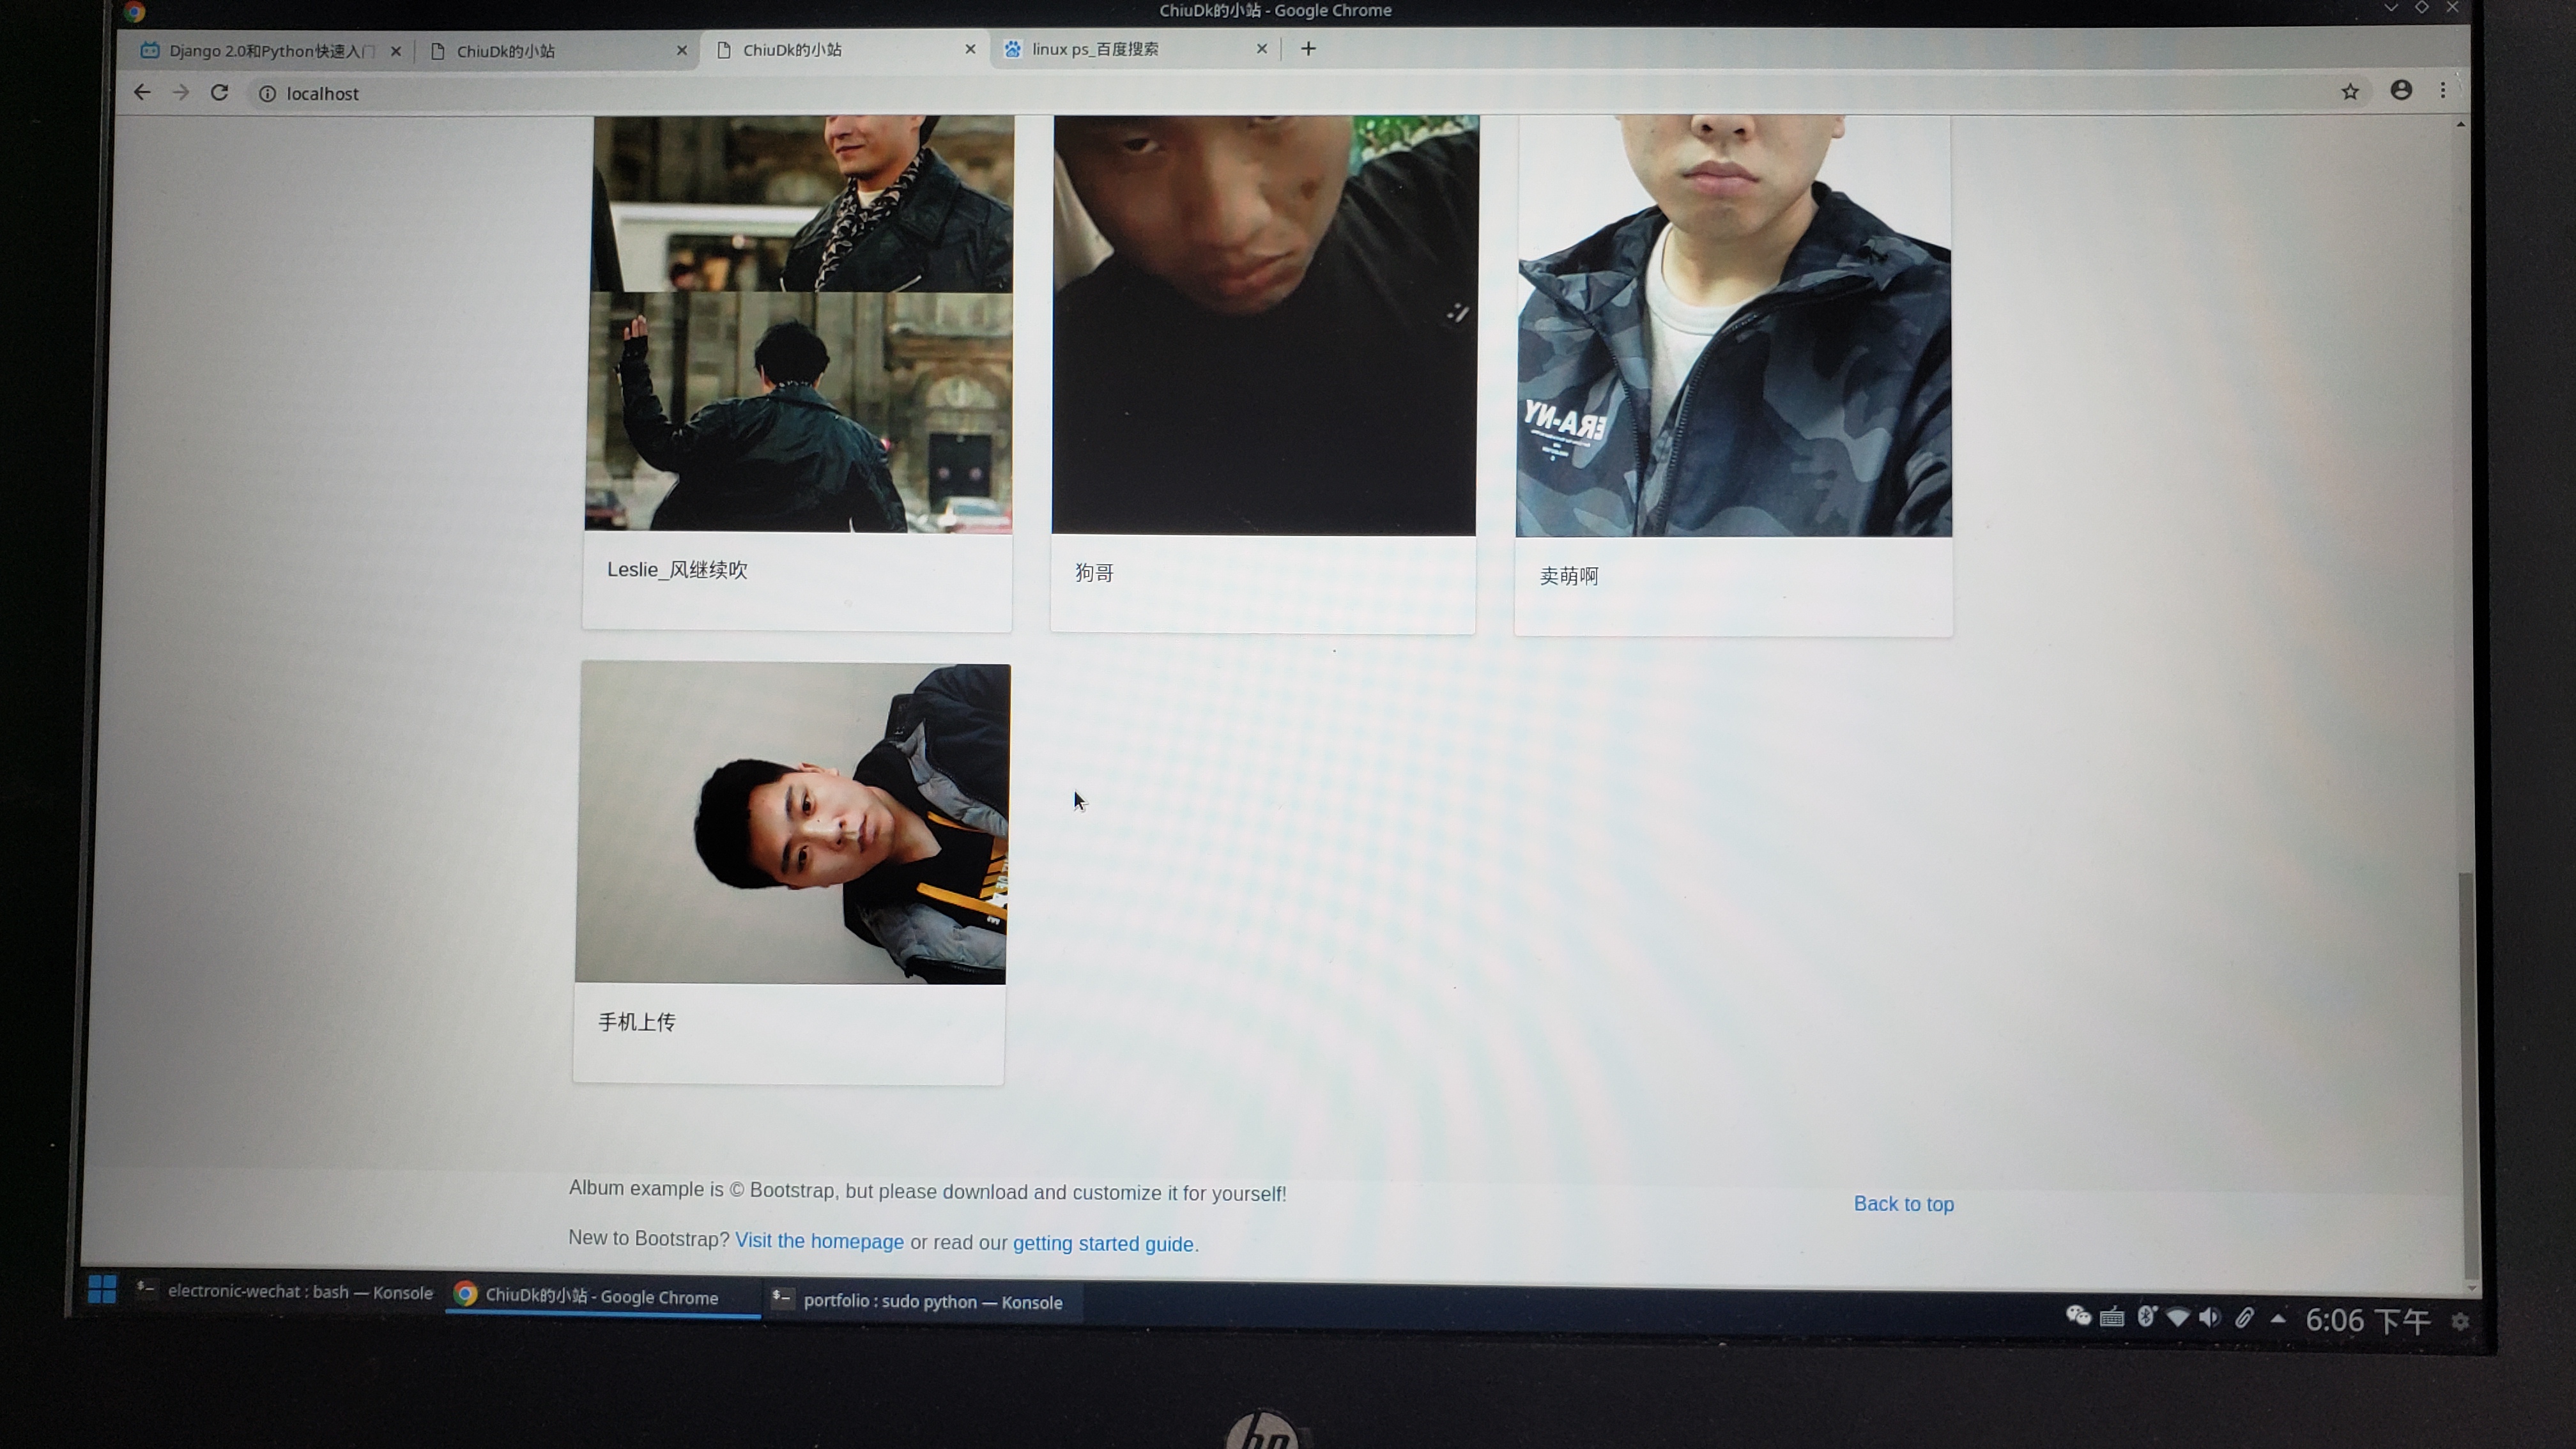 ChiuDk的小站 - Google Chrome
Django 2.0和Python快速入门
ChiuDk的小站
ChiuDk的小站
linux ps_百度搜索
localhost
ERA-NY
Leslie_风继续吹
狗哥
卖萌啊
手机上传
Album example is © Bootstrap, but please download and customize it for yourself!
Back to top
New to Bootstrap? Visit the homepage or read our getting started guide.
electronic-wechat : bash — Konsole
ChiuDk的小站 - Google Chrome
portfolio : sudo python — Konsole
6:06 下午
hp